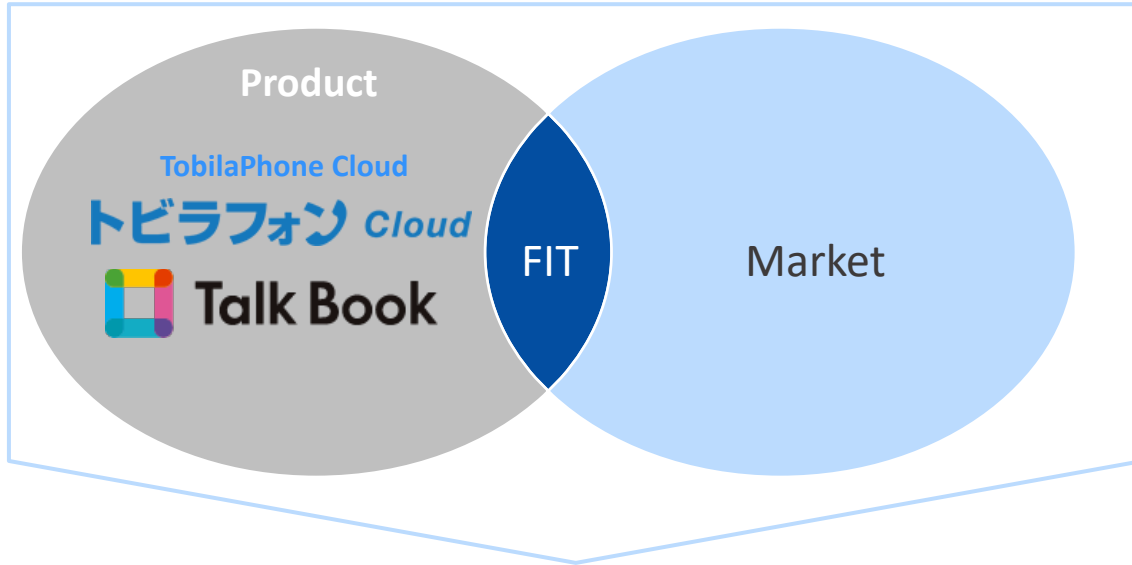 Product
TobilaPhone Cloud
トビラフォン Cloud
Talk Book
FIT
Market